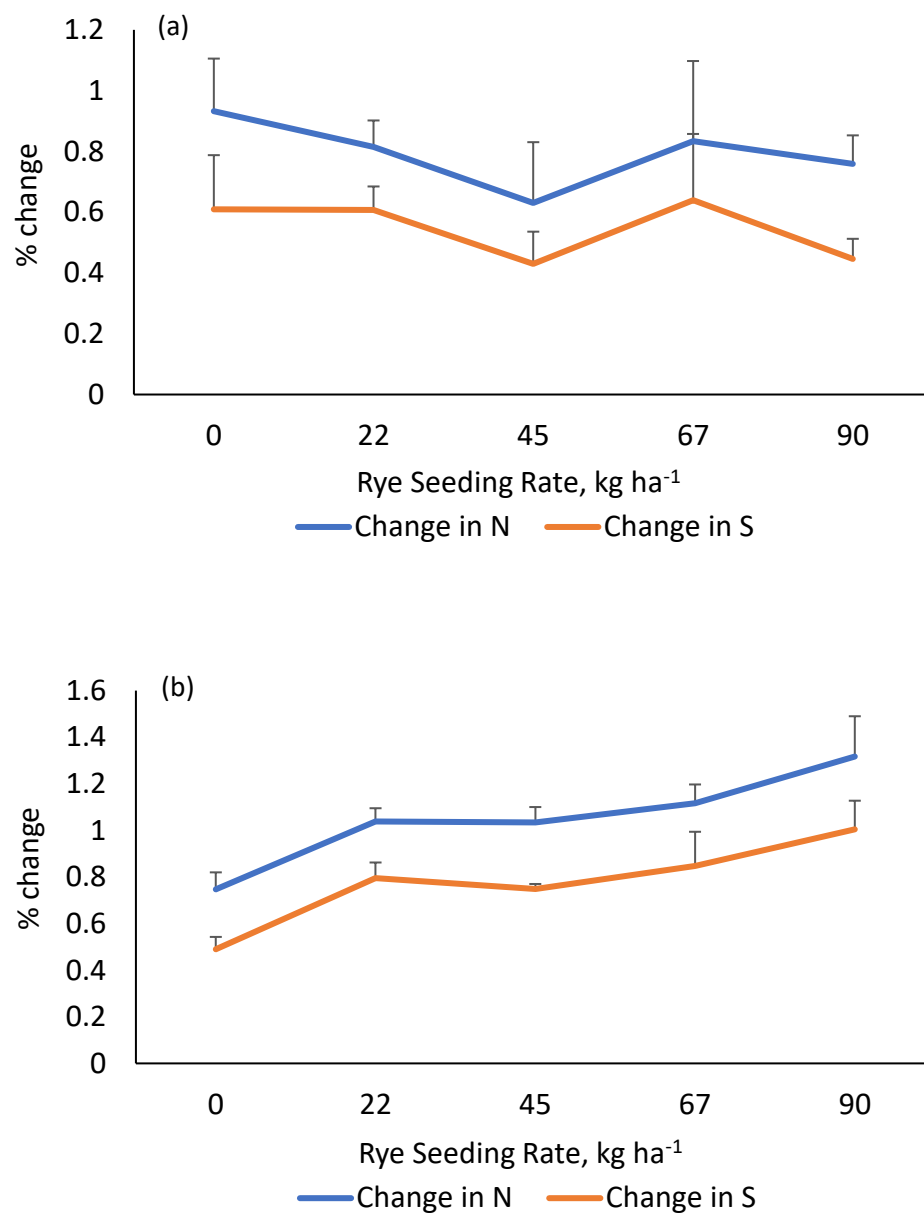 (a)
1.2
1
0.8
0.6
0.4
0.2
0
% change
0 22 45 67 90
Rye Seeding Rate, kg ha⁻¹
Change in N Change in S
(b)
1.6
1.4
1.2
1
0.8
0.6
0.4
0.2
0
% change
0 22 45 67 90
Rye Seeding Rate, kg ha⁻¹
Change in N Change in S